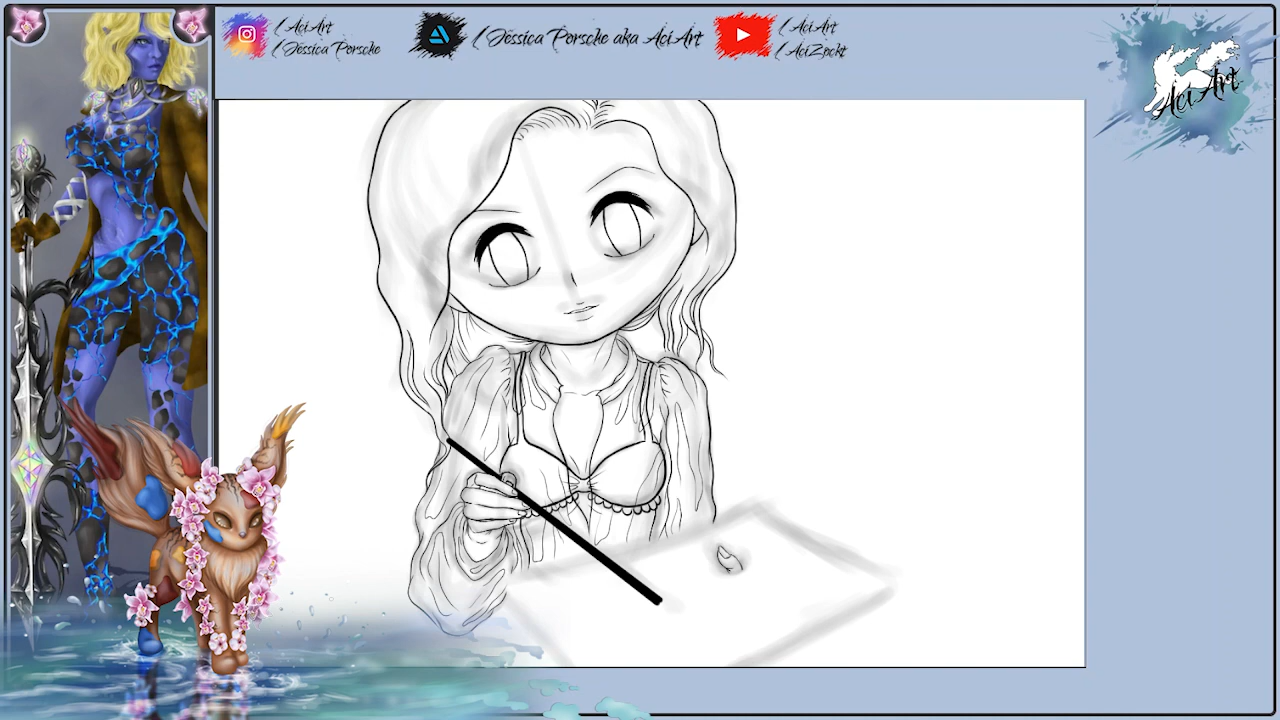 /AciArt
/Jessica Porsche
/Jessica Porsche aka AciArt
/AciArt
/AciZockt
AciArt